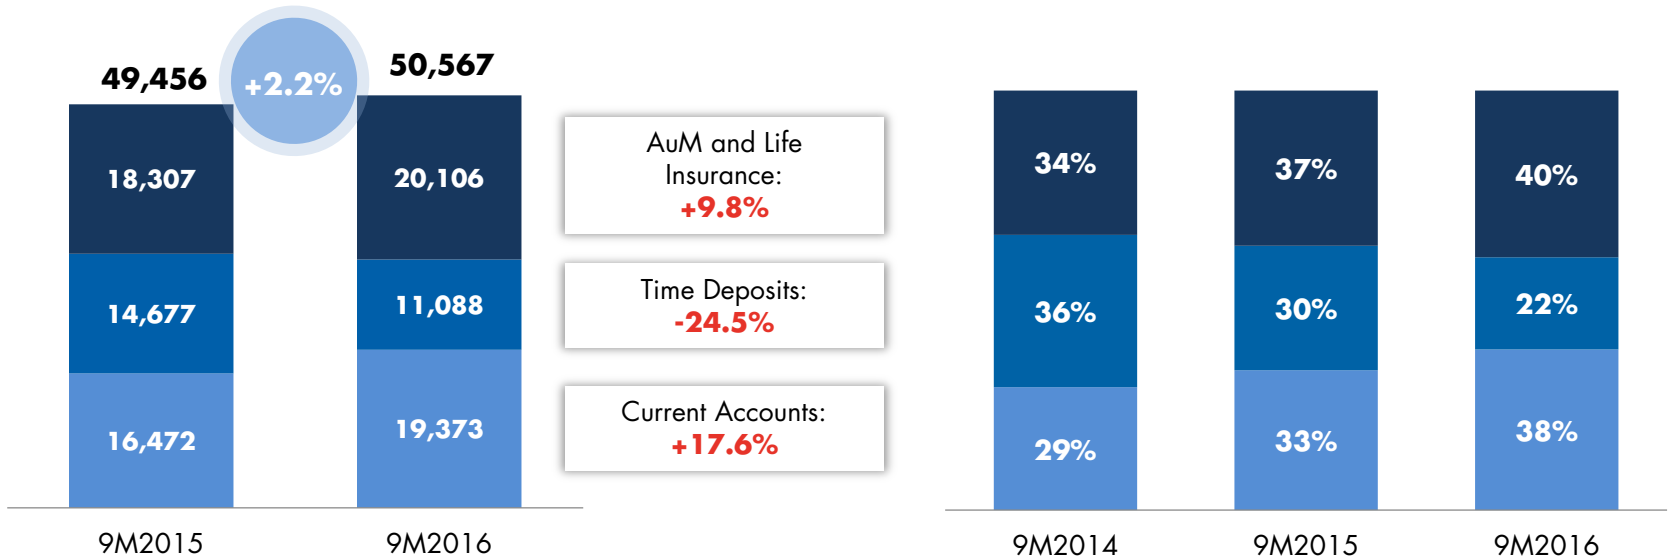 49,456
+2.2%
50,567
18,307
20,106
14,677
11,088
16,472
19,373
9M2015
9M2016
AuM and Life
Insurance:
+9.8%
Time Deposits:
-24.5%
Current Accounts:
+17.6%
34%
37%
40%
36%
30%
22%
29%
33%
38%
9M2014
9M2015
9M2016